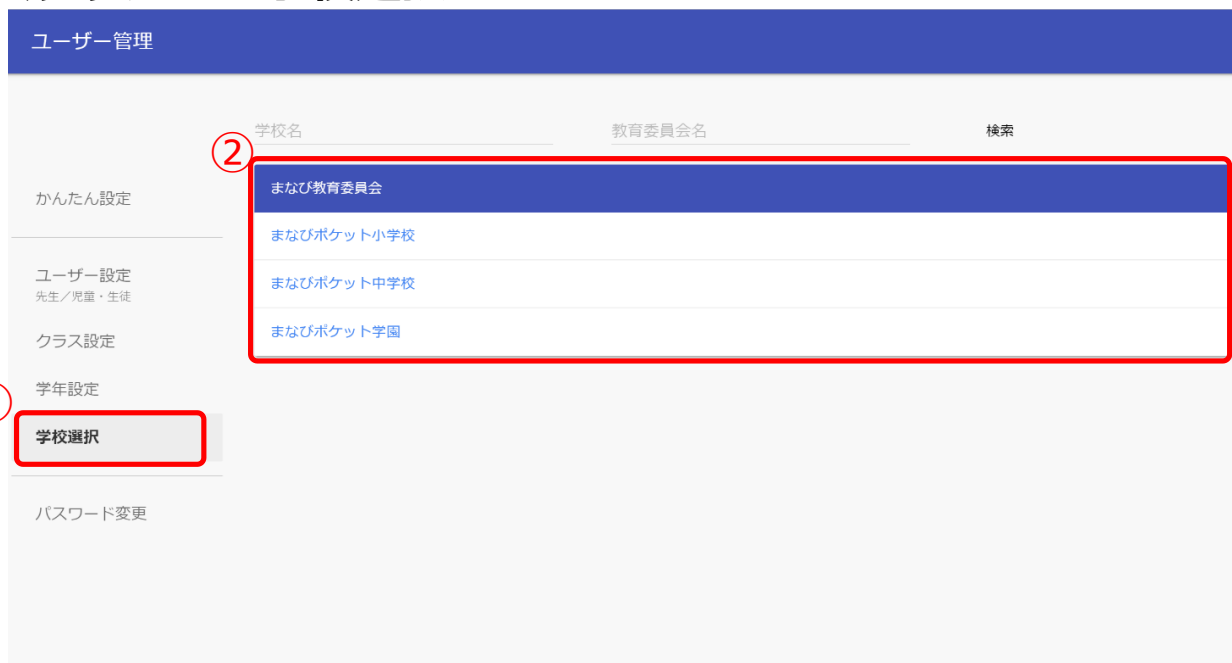 ユーザー管理
学校名 教育委員会名 検索
②
まなび教育委員会
かんたん設定
まなびポケット小学校
ユーザー設定
先生／児童・生徒
まなびポケット中学校
クラス設定
まなびポケット学園
学年設定
学校選択
パスワード変更